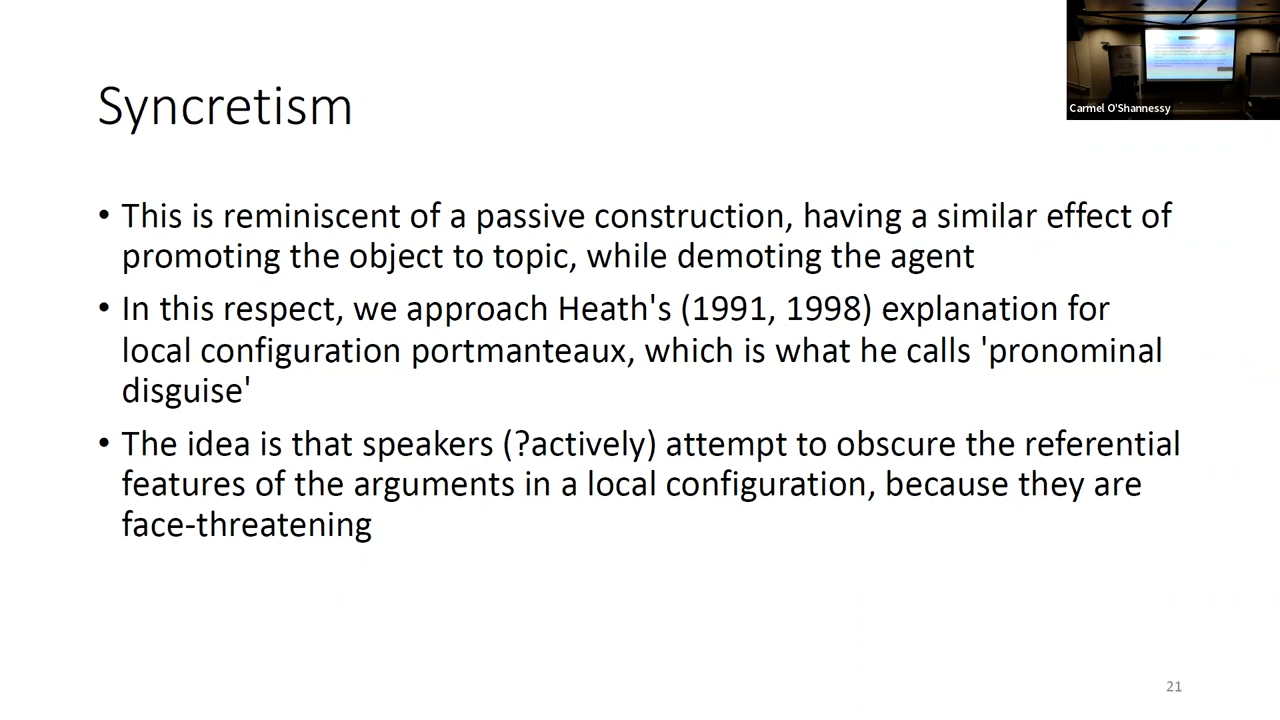 Syncretism
Carmel O'Shannessy
• This is reminiscent of a passive construction, having a similar effect of
promoting the object to topic, while demoting the agent
• In this respect, we approach Heath's (1991, 1998) explanation for
local configuration portmanteaux, which is what he calls 'pronominal
disguise'
• The idea is that speakers (?actively) attempt to obscure the referential
features of the arguments in a local configuration, because they are
face-threatening
21